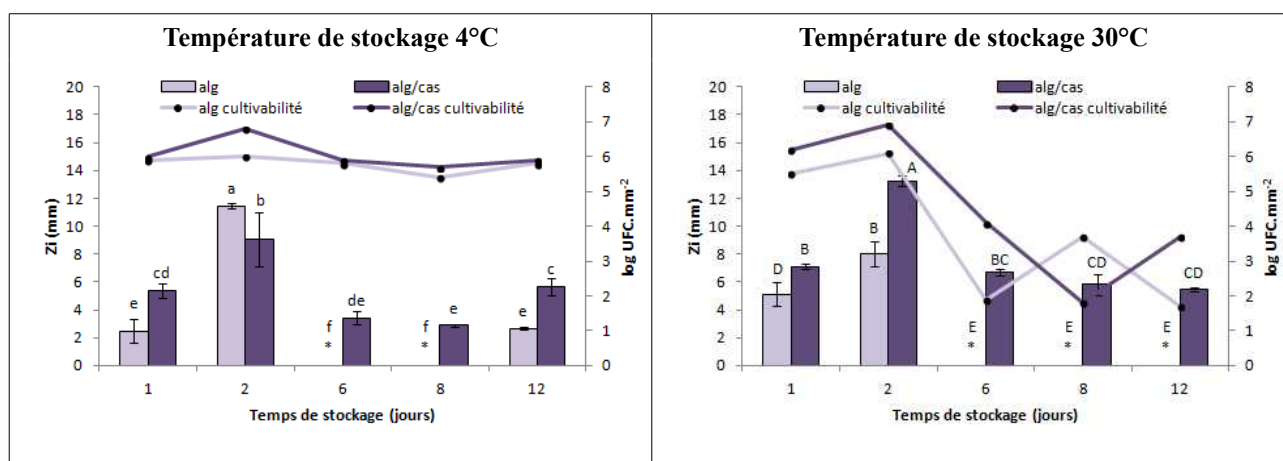 Température de stockage 4°C
alg
alg/cas
alg cultivabilité
alg/cas cultivabilité
20
18
16
14
12
10
8
6
4
2
0
Zi (mm)
8
7
6
5
4
3
2
1
0
log UFC.mm-2
e
cd
a
b
f
*
de
f
*
e
e
c
1 2 6 8 12
Temps de stockage (jours)
Température de stockage 30°C
alg
alg/cas
alg cultivabilité
alg/cas cultivabilité
20
18
16
14
12
10
8
6
4
2
0
Zi (mm)
8
7
6
5
4
3
2
1
0
log UFC.mm-2
D
B
B
A
E
*
BC
E
*
CD
E
*
CD
1 2 6 8 12
Temps de stockage (jours)